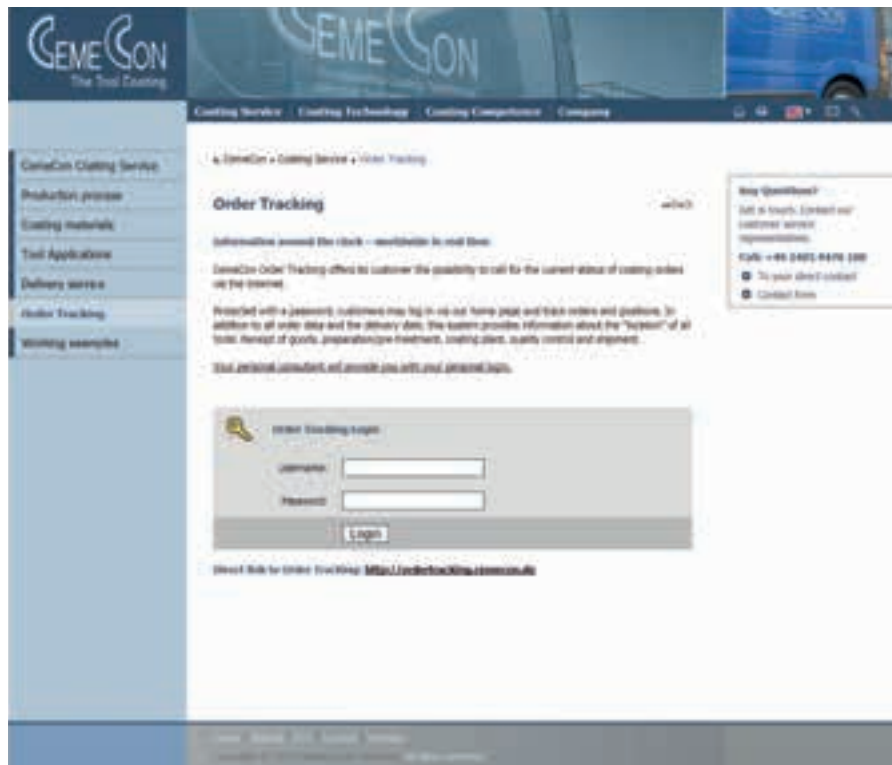 CEMECON
The Tool Coating
CEMECON
Coating Service Coating Technology Coating Competence Company
CemeCon Coating Service
Production process
Coating materials
Tool Applications
Delivery service
Order Tracking
Working examples
CemeCon Coating Service Order Tracking
Order Tracking
Information around the clock – worldwide in real time.
CemeCon Order Tracking offers its customer the possibility to call for the current status of coating orders
via the internet.
Protected with a password, customers may log in via our home page and track orders and positions. In
addition to all order data and the delivery date, this system provides information about the "location" of all
tools: Receipt of goods, preparation/pre-treatment, coating plant, quality control and shipment.
Your personal consultant will provide you with your personal login.
Order Tracking Login
Username
Password
Login
Direct link to Order Tracking: http://ordertracking.cemecon.de
Any Questions?
Get in touch. Contact our
customer service
representatives.
To your direct contact
Contact form